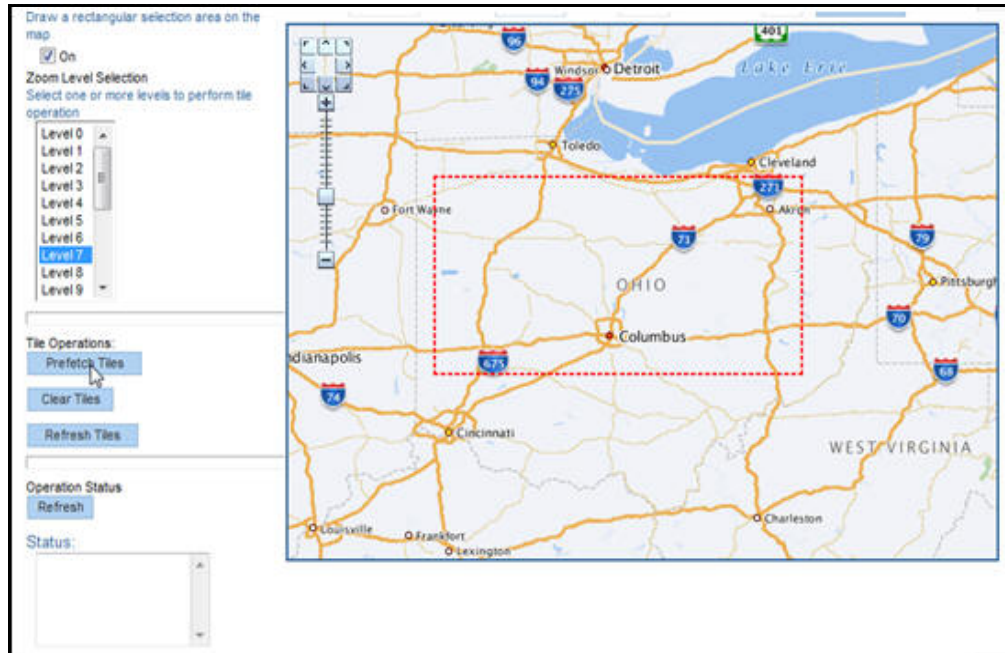 Draw a rectangular selection area on the
map
On
Zoom Level Selection
Select one or more levels to perform tile
operation
Level 0
Level 1
Level 2
Level 3
Level 4
Level 5
Level 6
Level 7
Level 8
Level 9
Tile Operations:
Prefetch Tiles
Clear Tiles
Refresh Tiles
Operation Status
Refresh
Status:
96
401
Windsor
Detroit
Lake Erie
94
275
Toledo
Cleveland
271
Fort Wayne
Akron
71
79
OHIO
Pittsburgh
70
Columbus
ndianapolis
675
68
74
Cincinnati
WEST VIRGINIA
Louisville
Frankfort
Charleston
Lexington